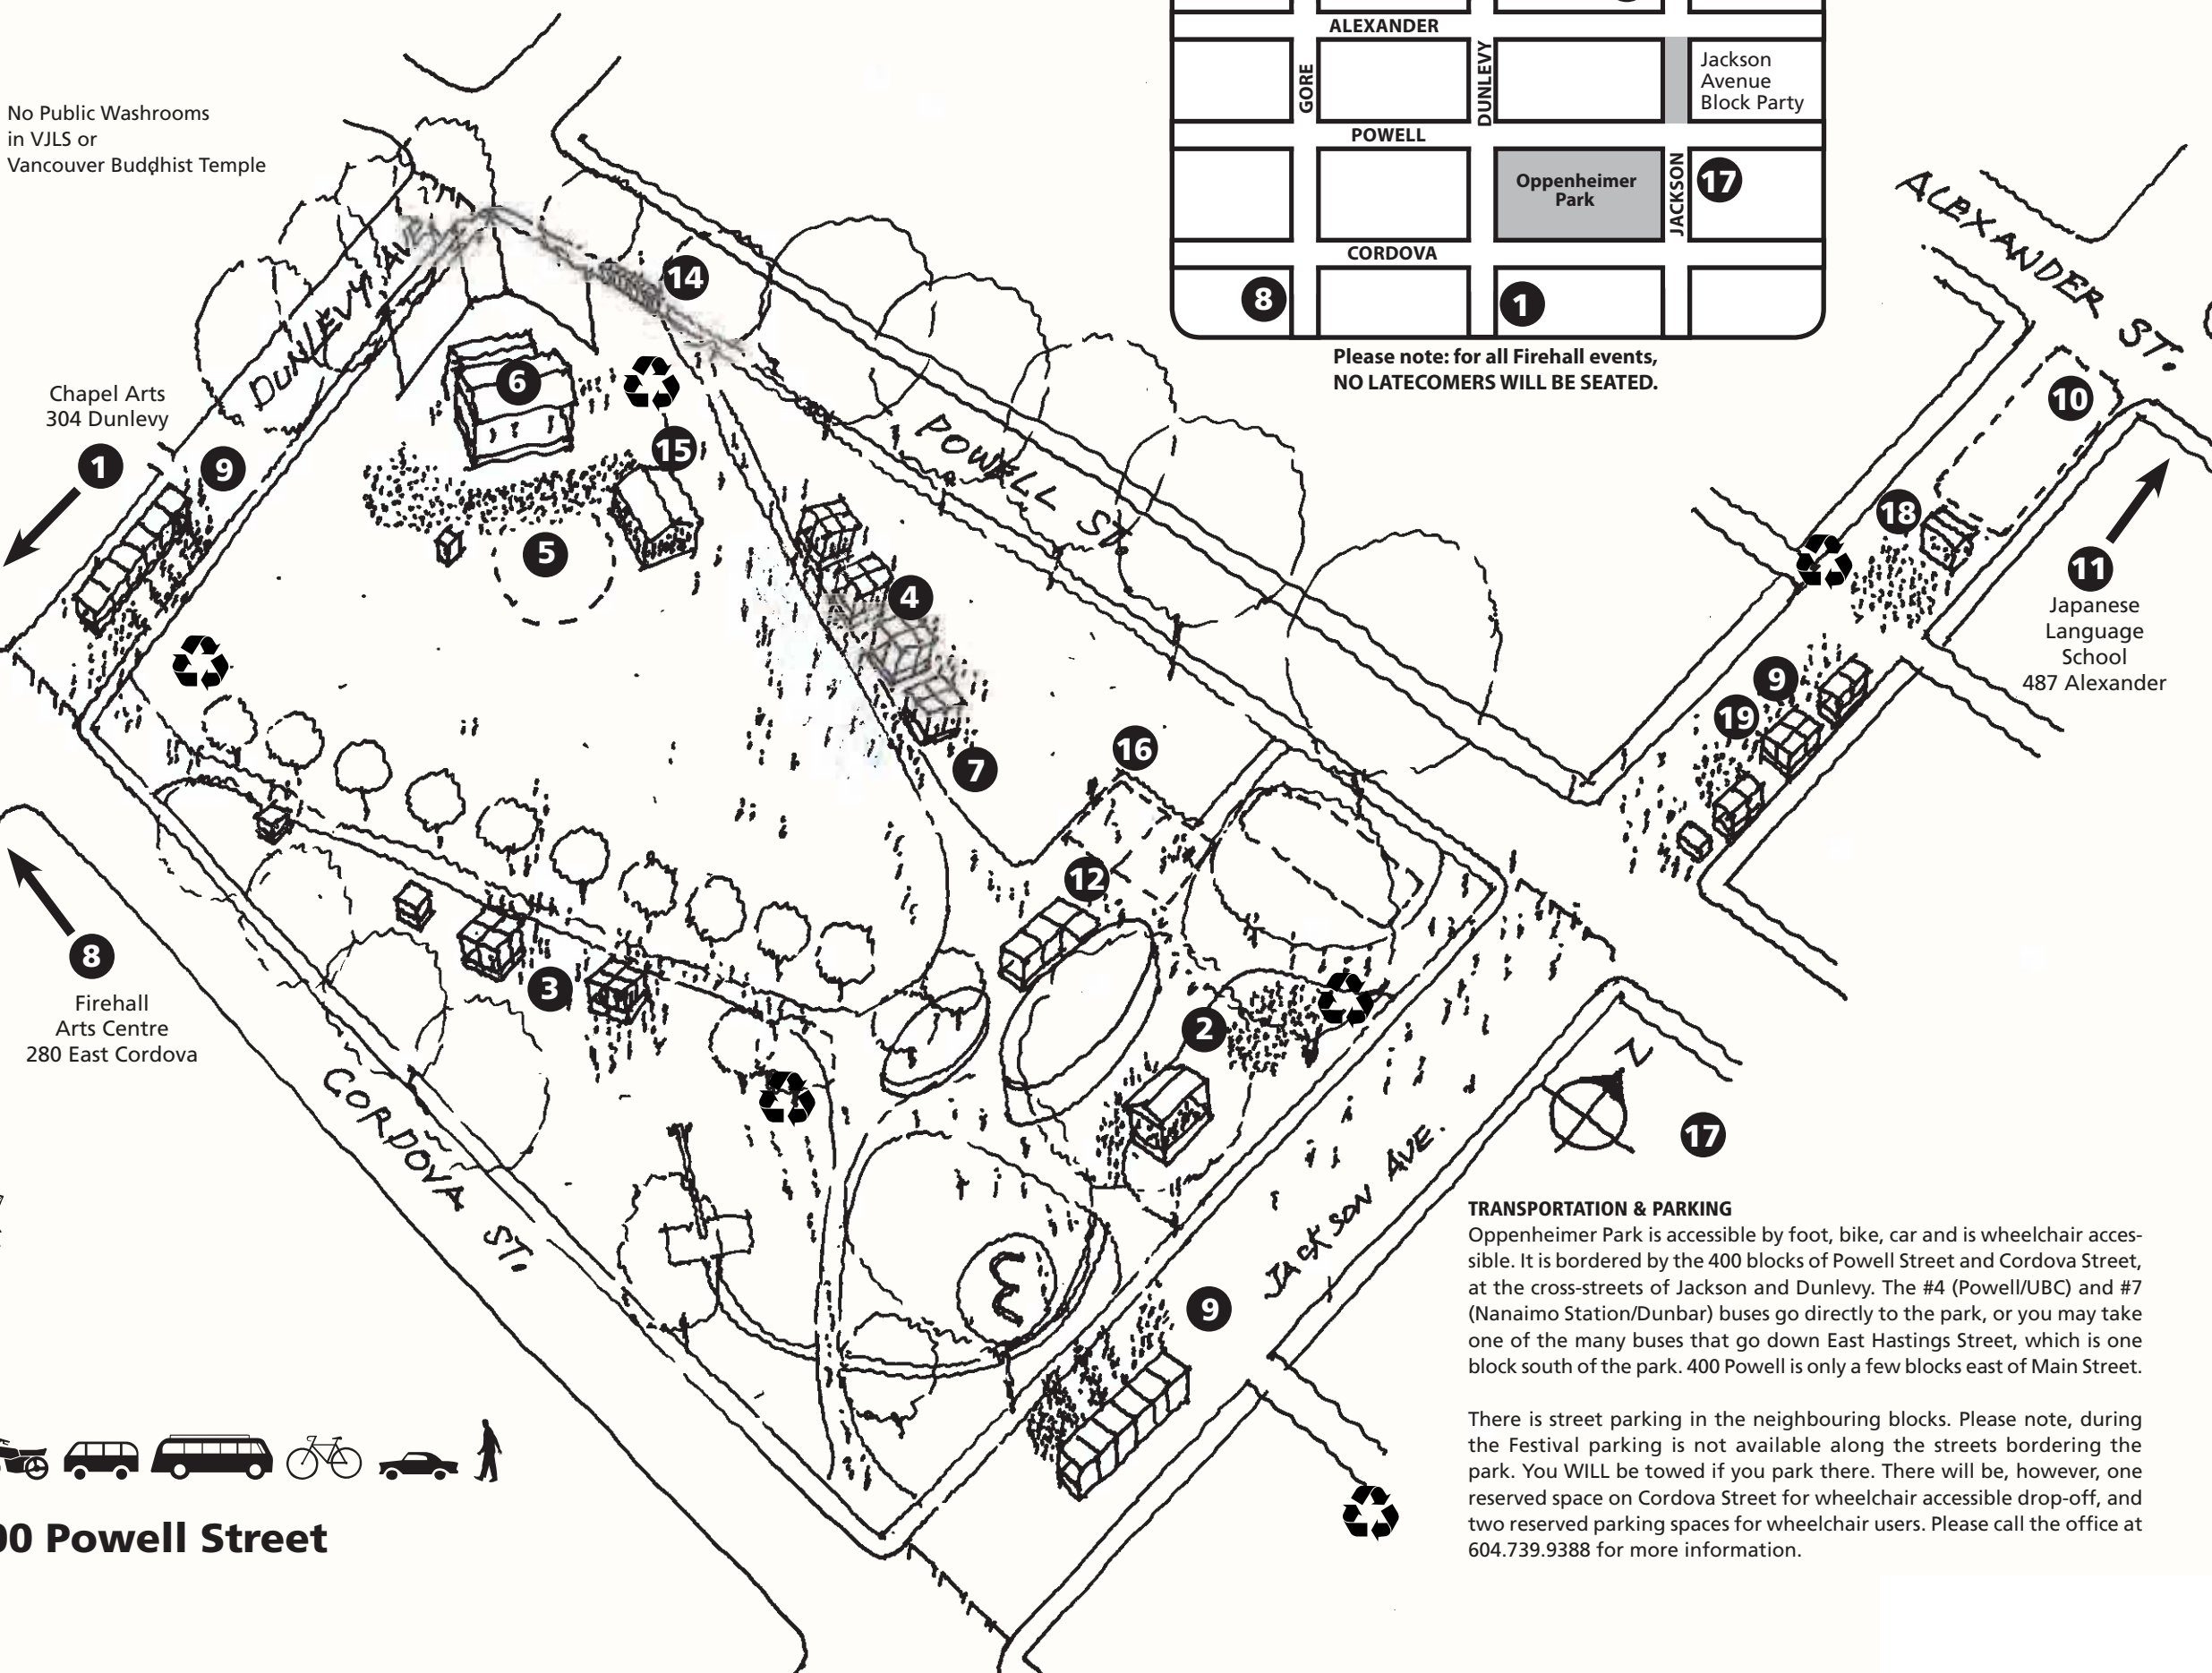 No Public Washrooms
in VJLS or
Vancouver Buddhist Temple
ALEXANDER
GORE
DUNLEVY
Jackson
Avenue
Block Party
POWELL
Oppenheimer
Park
JACKSON
17
CORDOVA
8
1
Please note: for all Firehall events,
NO LATECOMERS WILL BE SEATED.
ALEXANDER ST.
DUNLEVY AVE
14
6
Chapel Arts
304 Dunlevy
1
9
15
POWELL ST.
10
5
4
18
11
Japanese
Language
School
487 Alexander
9
19
7
16
12
8
Firehall
Arts Centre
280 East Cordova
3
2
N
CORDOVA ST.
17
JACKSON AVE.
9
TRANSPORTATION & PARKING
Oppenheimer Park is accessible by foot, bike, car and is wheelchair acces-
sible. It is bordered by the 400 blocks of Powell Street and Cordova Street,
at the cross-streets of Jackson and Dunlevy. The #4 (Powell/UBC) and #7
(Nanaimo Station/Dunbar) buses go directly to the park, or you may take
one of the many buses that go down East Hastings Street, which is one
block south of the park. 400 Powell is only a few blocks east of Main Street.
There is street parking in the neighbouring blocks. Please note, during
the Festival parking is not available along the streets bordering the
park. You WILL be towed if you park there. There will be, however, one
reserved space on Cordova Street for wheelchair accessible drop-off, and
two reserved parking spaces for wheelchair users. Please call the office at
604.739.9388 for more information.
00 Powell Street